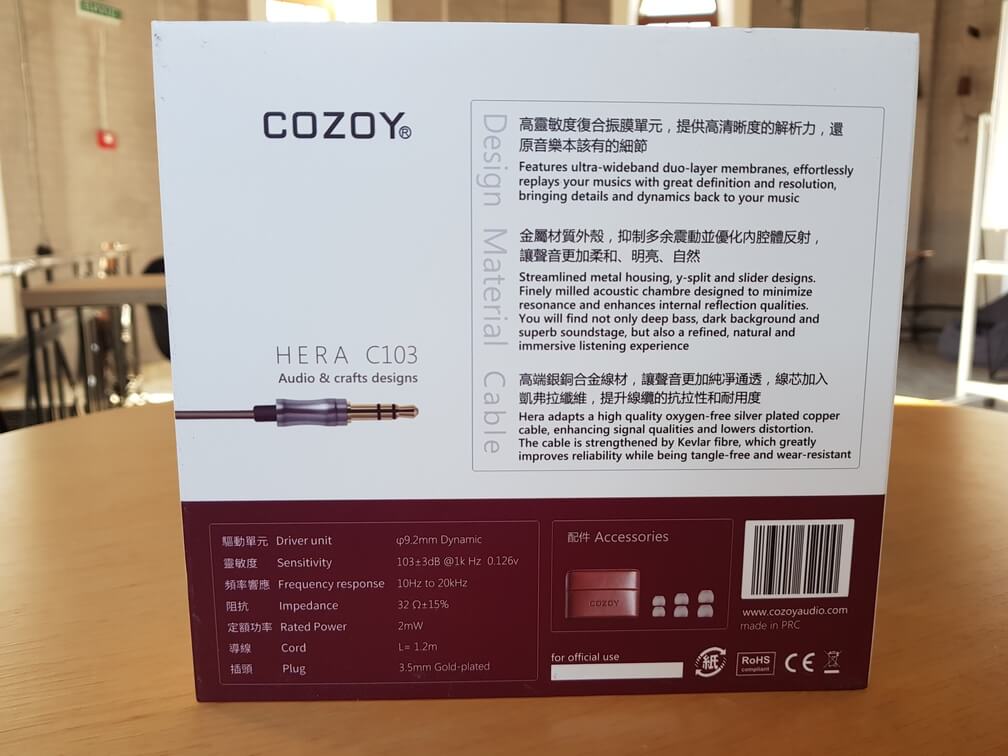 COZOY®
HERA C103
Audio & crafts designs
Design
高靈敏度復合振膜單元，提供高清晰度的解析力，還
原音樂本該有的細節
Features ultra-wideband duo-layer membranes, effortlessly
replays your musics with great definition and resolution,
bringing details and dynamics back to your music
Material
金屬材質外殼，抑制多余震動並優化內腔體反射，
讓聲音更加柔和、明亮、自然
Streamlined metal housing, y-split and slider designs.
Finely milled acoustic chambre designed to minimize
resonance and enhances internal reflection qualities.
You will find not only deep bass, dark background and
superb soundstage, but also a refined, natural and
immersive listening experience
Cable
高端銀銅合金線材，讓聲音更加純凈通透，線芯加入
凱弗拉纖維，提升線纜的抗拉性和耐用度
Hera adapts a high quality oxygen-free silver plated copper
cable, enhancing signal qualities and lowers distortion.
The cable is strengthened by Kevlar fibre, which greatly
improves reliability while being tangle-free and wear-resistant
驅動單元 Driver unit φ9.2mm Dynamic
靈敏度 Sensitivity 103±3dB @1k Hz 0.126v
頻率響應 Frequency response 10Hz to 20kHz
阻抗 Impedance 32 Ω±15%
定額功率 Rated Power 2mW
導線 Cord L= 1.2m
插頭 Plug 3.5mm Gold-plated
配件 Accessories
COZOY
www.cozoyaudio.com
made in PRC
for official use
紙
RoHS
compliant
CE